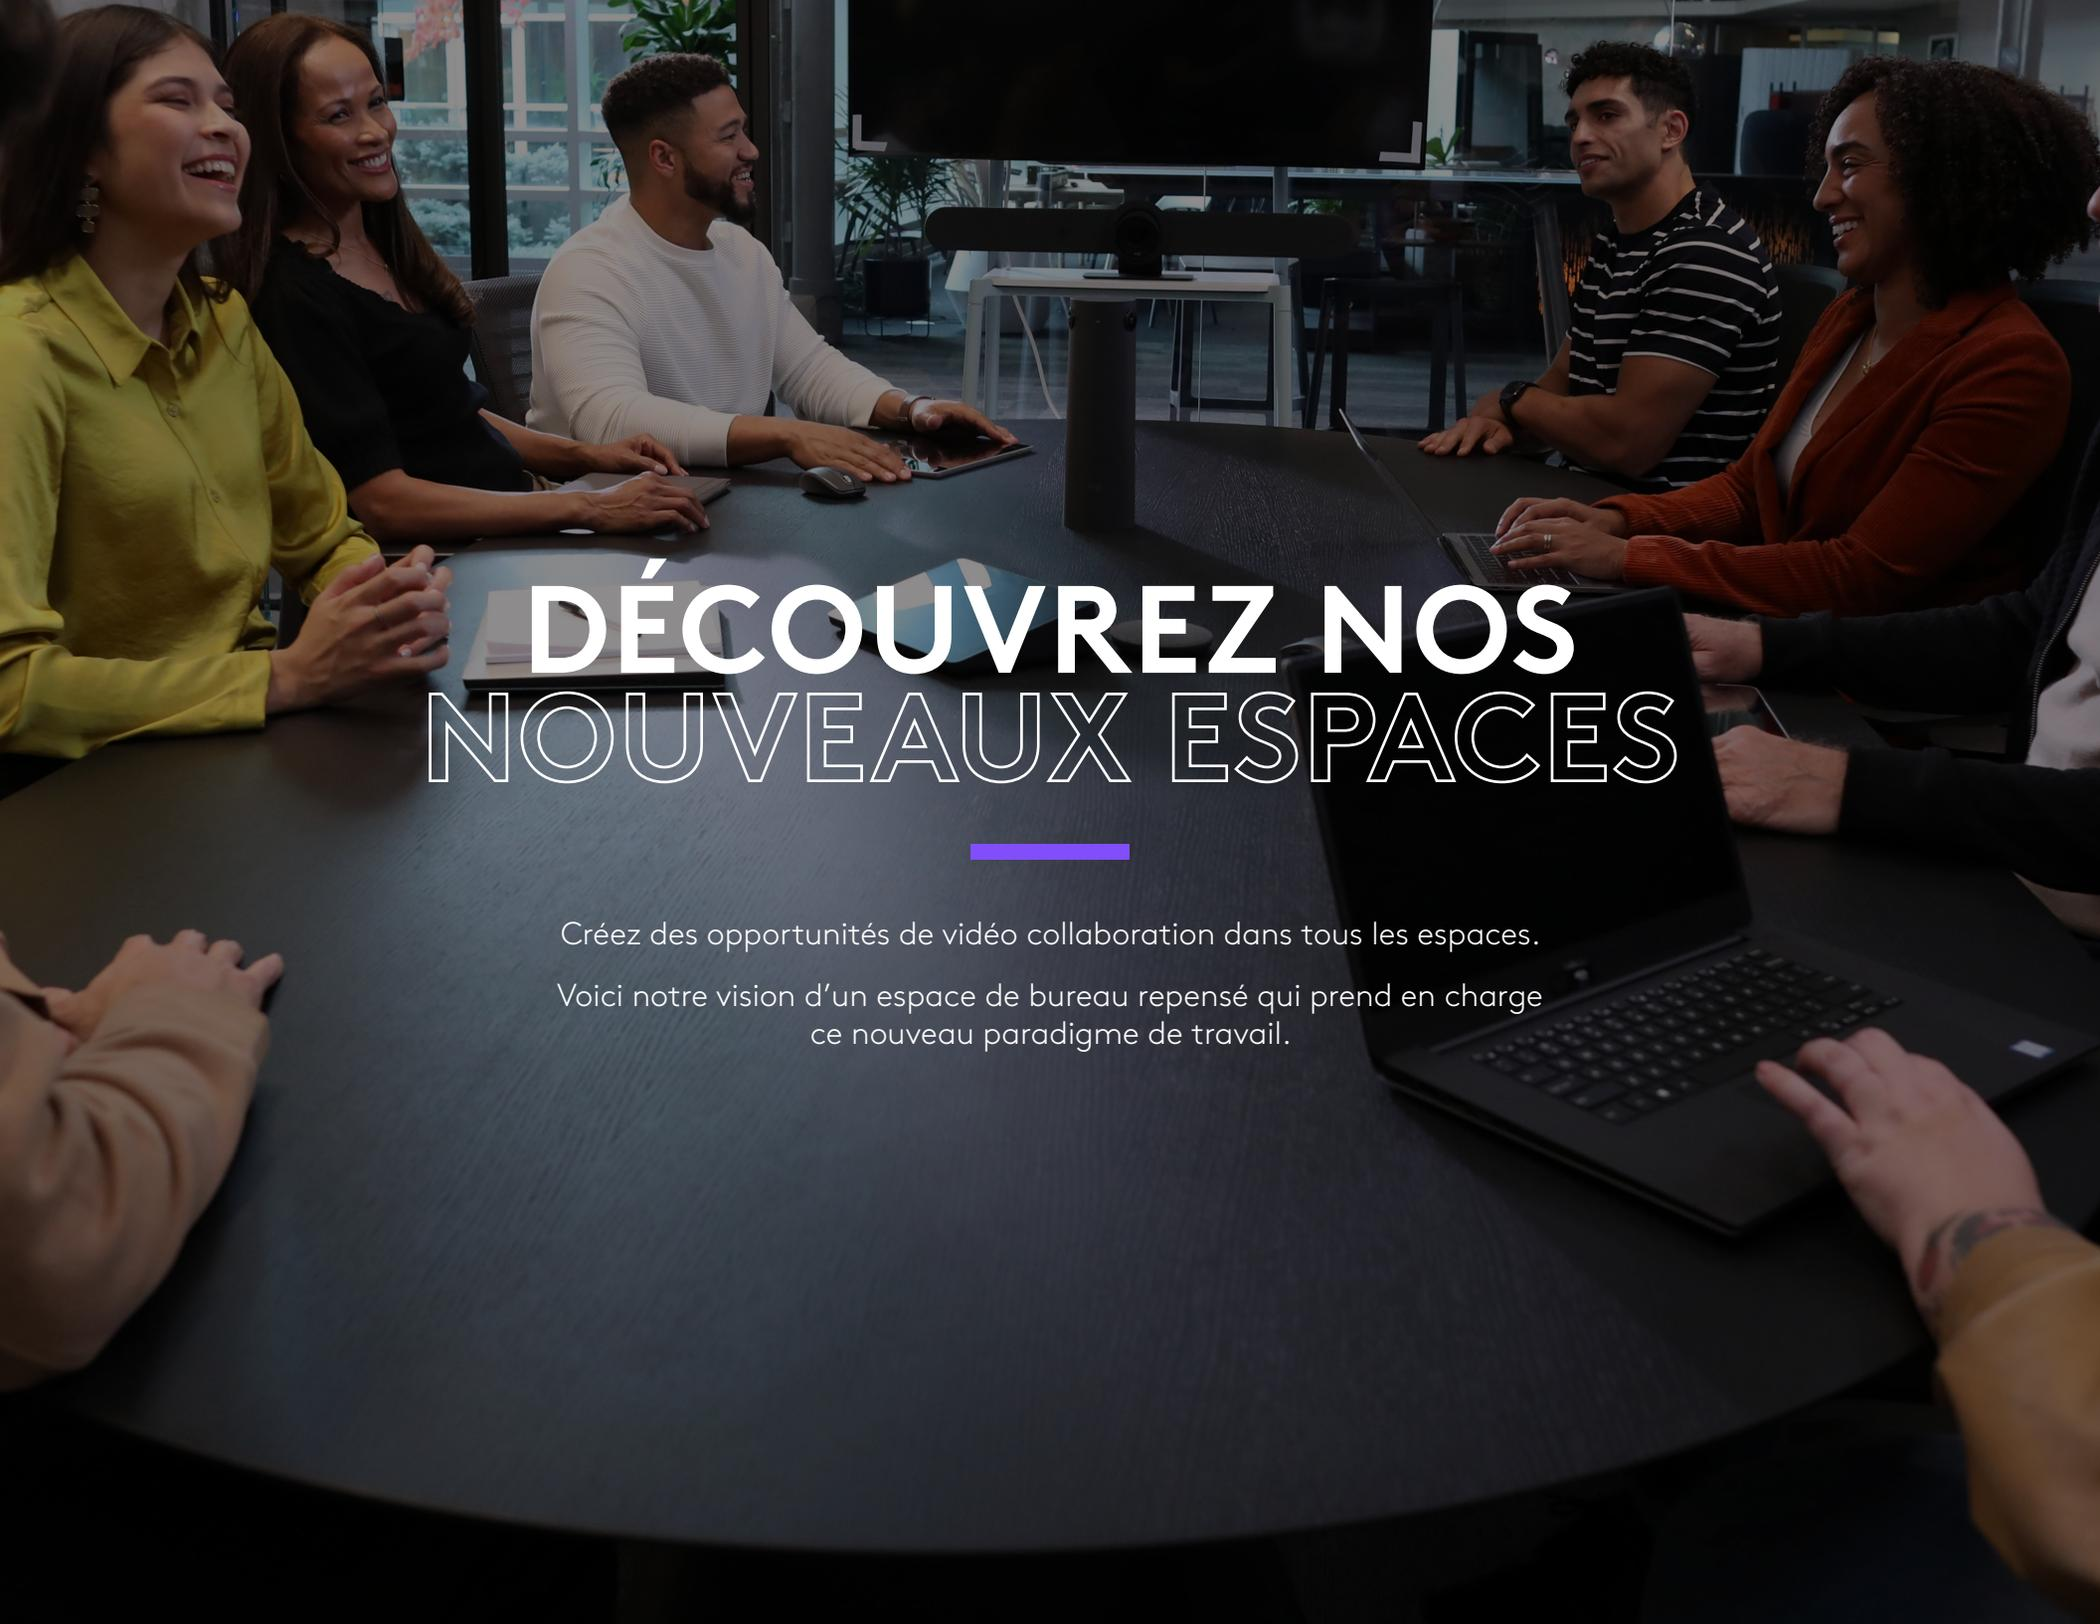 DÉCOUVREZ NOS
NOUVEAUX ESPACES
Créez des opportunités de vidéo collaboration dans tous les espaces.
Voici notre vision d’un espace de bureau repensé qui prend en charge
ce nouveau paradigme de travail.